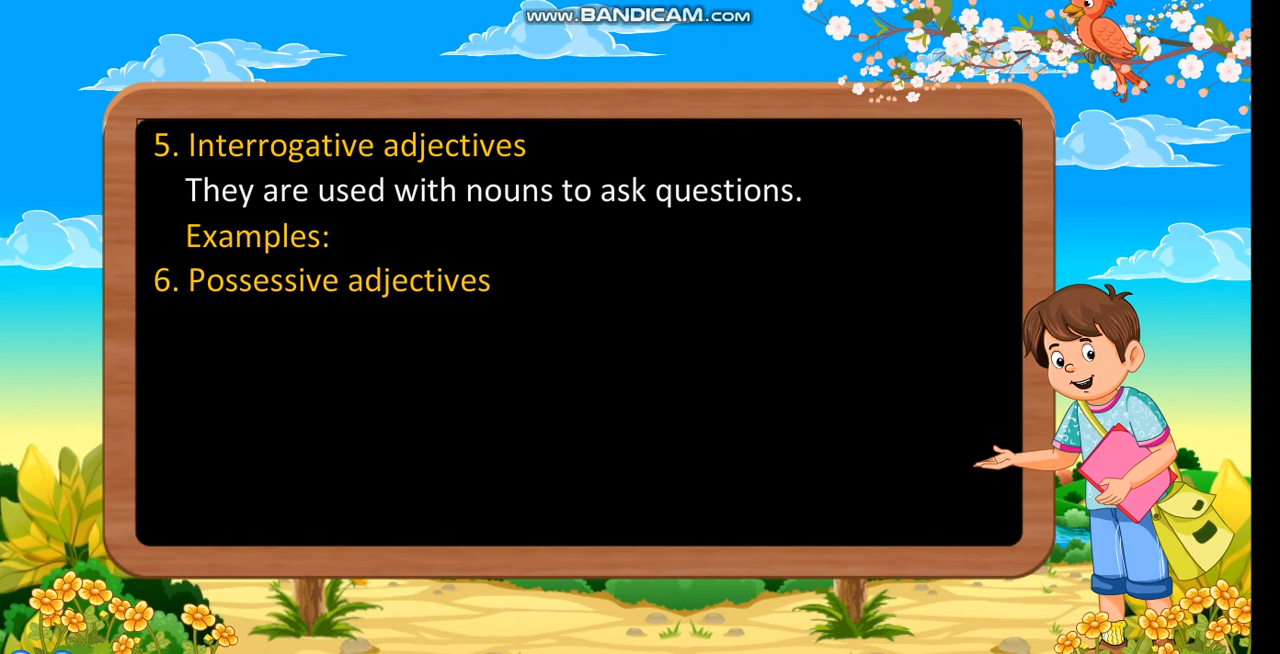 www.BANDICAM.com
5. Interrogative adjectives
They are used with nouns to ask questions.
Examples:
6. Possessive adjectives